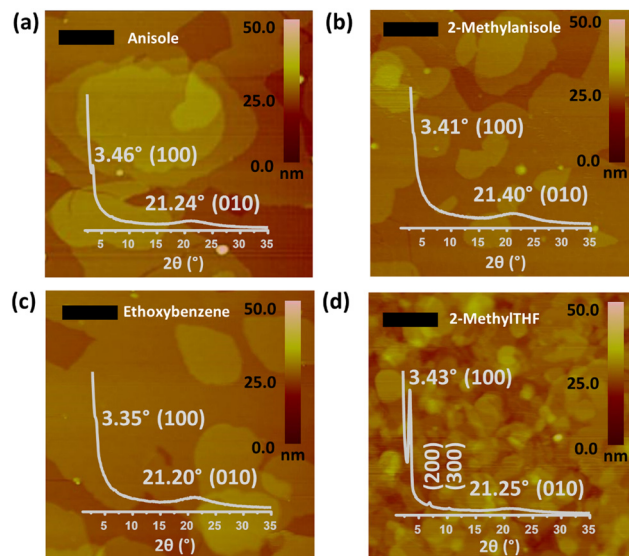 (a)
Anisole
50.0
25.0
0.0
nm
3.46° (100)
21.24° (010)
5 10 15 20 25 30 35
2θ (°)
(b)
2-Methylanisole
50.0
25.0
0.0
nm
3.41° (100)
21.40° (010)
5 10 15 20 25 30 35
2θ (°)
(c)
Ethoxybenzene
50.0
25.0
0.0
nm
3.35° (100)
21.20° (010)
5 10 15 20 25 30 35
2θ (°)
(d)
2-MethylTHF
50.0
25.0
0.0
nm
3.43° (100)
(200)
(300)
21.25° (010)
5 10 15 20 25 30 35
2θ (°)